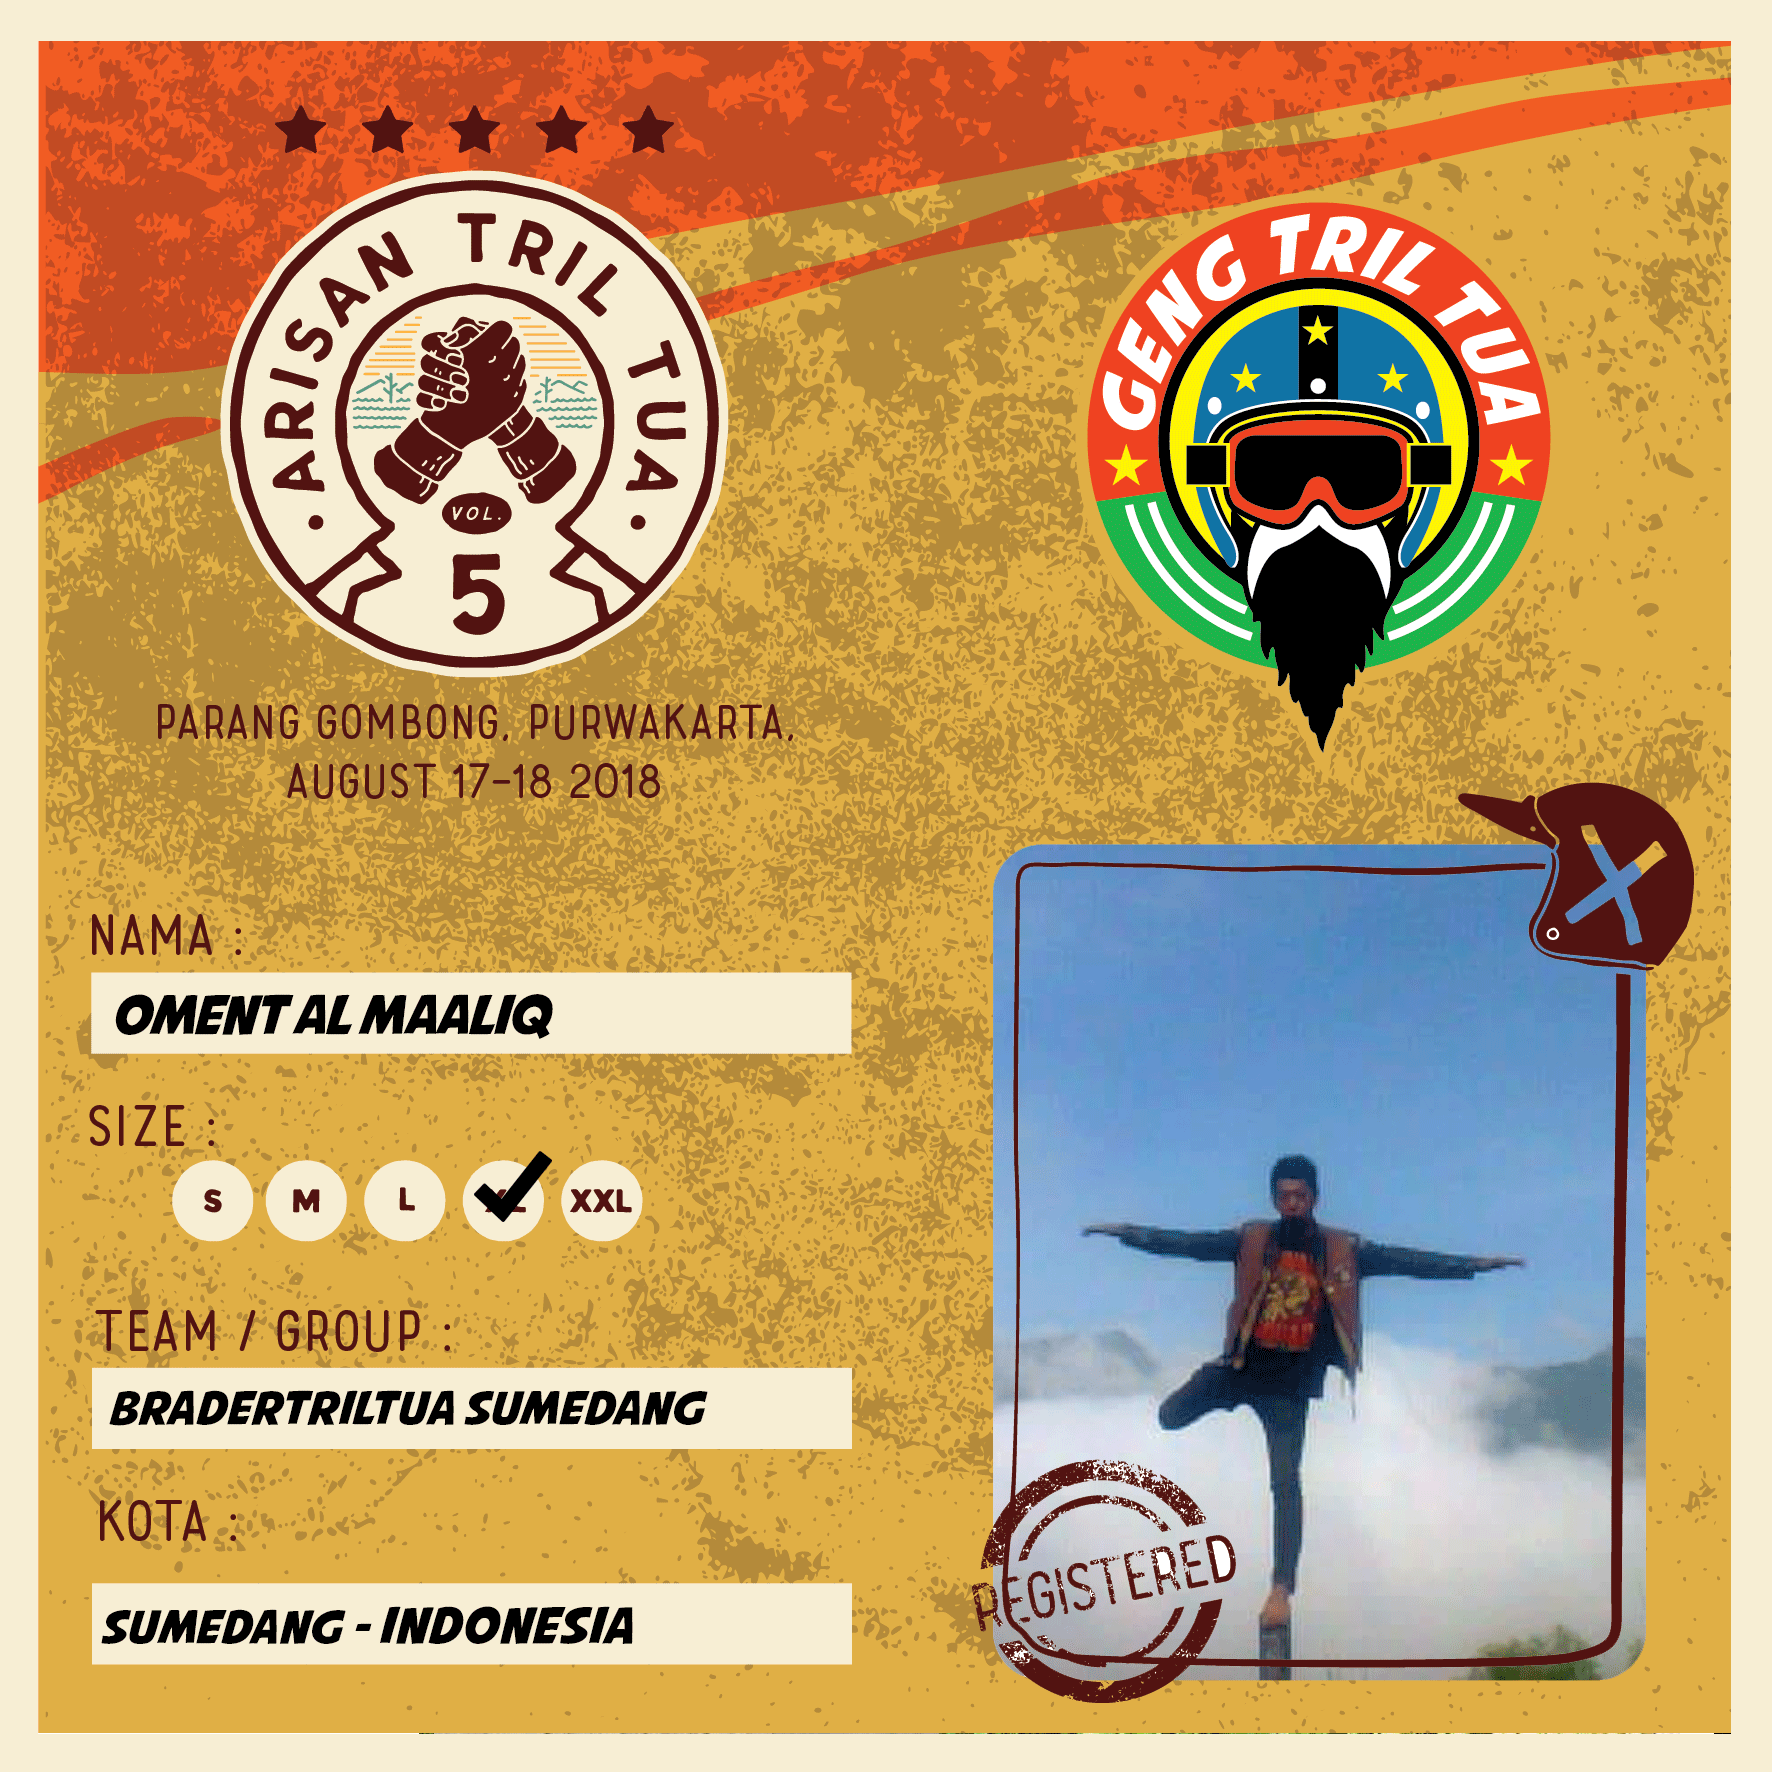 ARISAN TRIL TUA
VOL.
5
GENG TRIL TUA
PARANG GOMBONG, PURWAKARTA,
AUGUST 17-18 2018
NAMA :
OMENT AL MAALIQ
SIZE :
S M L XL XXL
TEAM / GROUP :
BRADERTRILTUA SUMEDANG
KOTA :
SUMEDANG - INDONESIA
REGISTERED